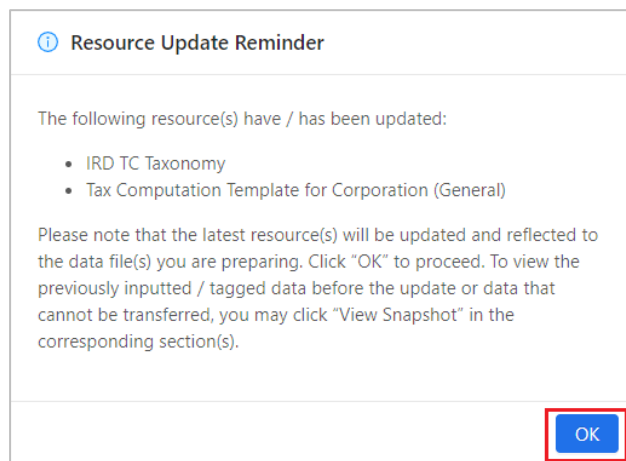 Resource Update Reminder
The following resource(s) have / has been updated:
• IRD TC Taxonomy
• Tax Computation Template for Corporation (General)
Please note that the latest resource(s) will be updated and reflected to
the data file(s) you are preparing. Click “OK” to proceed. To view the
previously inputted / tagged data before the update or data that
cannot be transferred, you may click “View Snapshot” in the
corresponding section(s).
OK